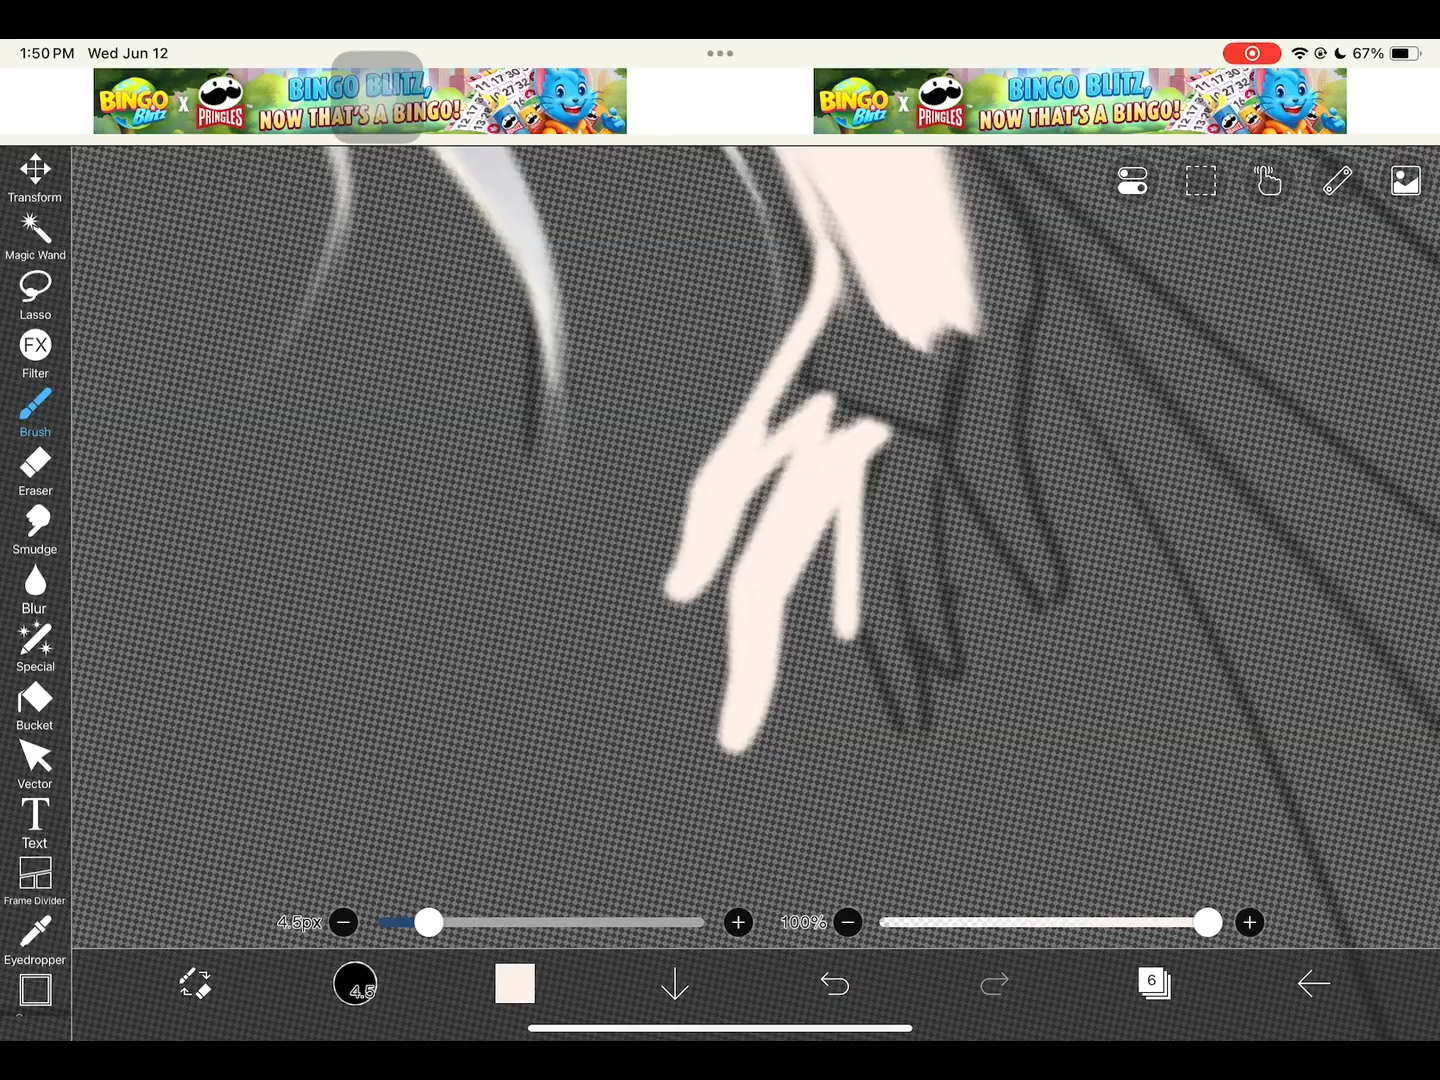 1:50 PM Wed Jun 12
67%
BINGO Blitz X PRINGLES BINGO BLITZ, NOW THAT'S A BINGO!
BINGO Blitz X PRINGLES BINGO BLITZ, NOW THAT'S A BINGO!
Transform
Magic Wand
Lasso
FX
Filter
Brush
Eraser
Smudge
Blur
Special
Bucket
Vector
T
Text
Frame Divider
Eyedropper
4.5px
100%
4.5
6